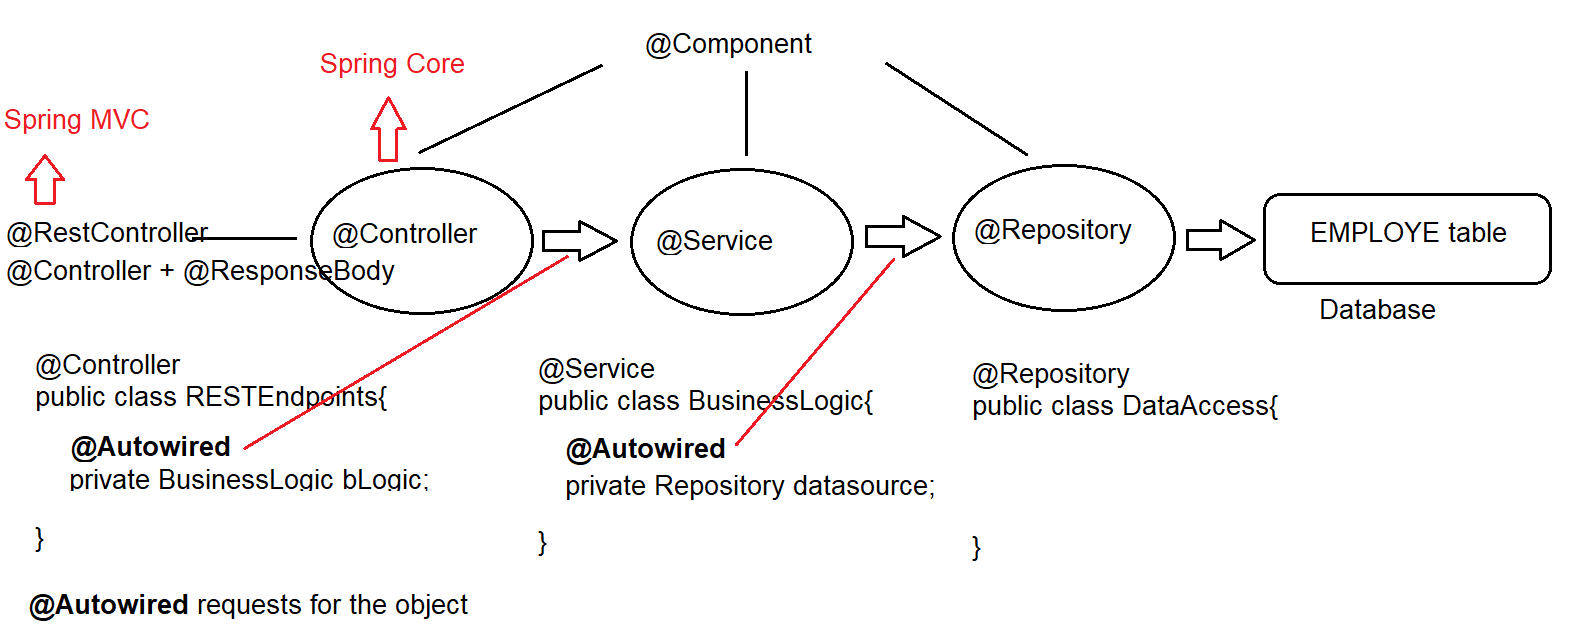 @Component
Spring Core
Spring MVC
@RestController
@Controller + @ResponseBody
@Controller
@Service
@Repository
EMPLOYE table
Database
@Controller
public class RESTEndpoints{
@Autowired
private BusinessLogic bLogic;
}
@Service
public class BusinessLogic{
@Autowired
private Repository datasource;
}
@Repository
public class DataAccess{
}
@Autowired requests for the object